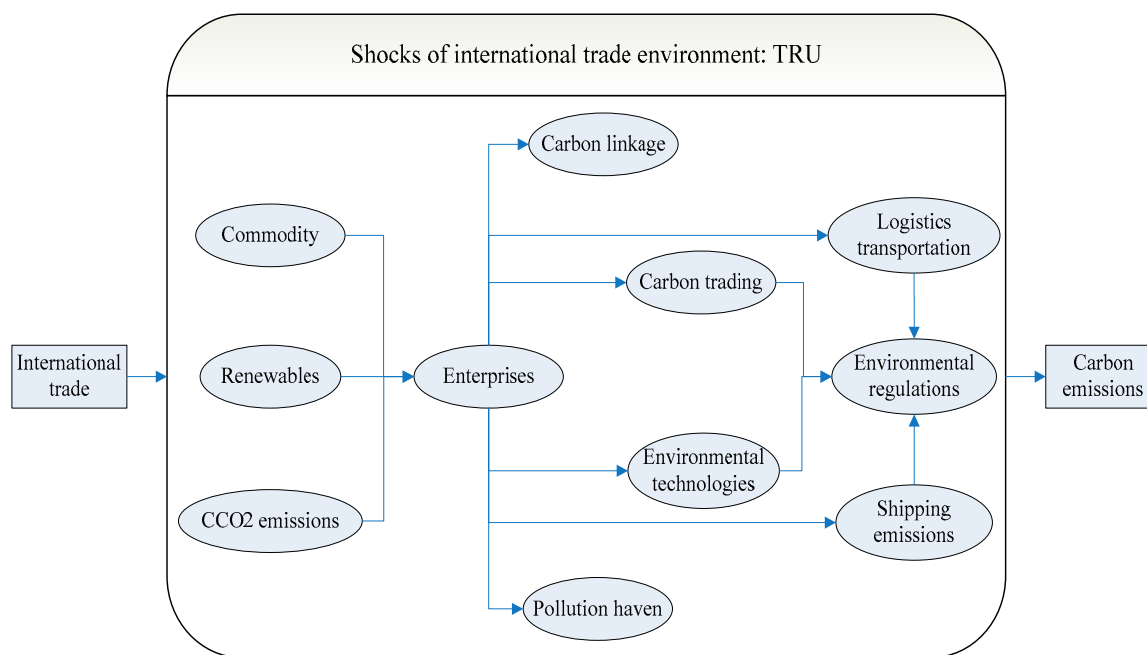 Shocks of international trade environment: TRU
Carbon linkage
Commodity
Logistics
transportation
Carbon trading
International
trade
Renewables
Enterprises
Environmental
regulations
Carbon
emissions
Environmental
technologies
CCO2 emissions
Shipping
emissions
Pollution haven